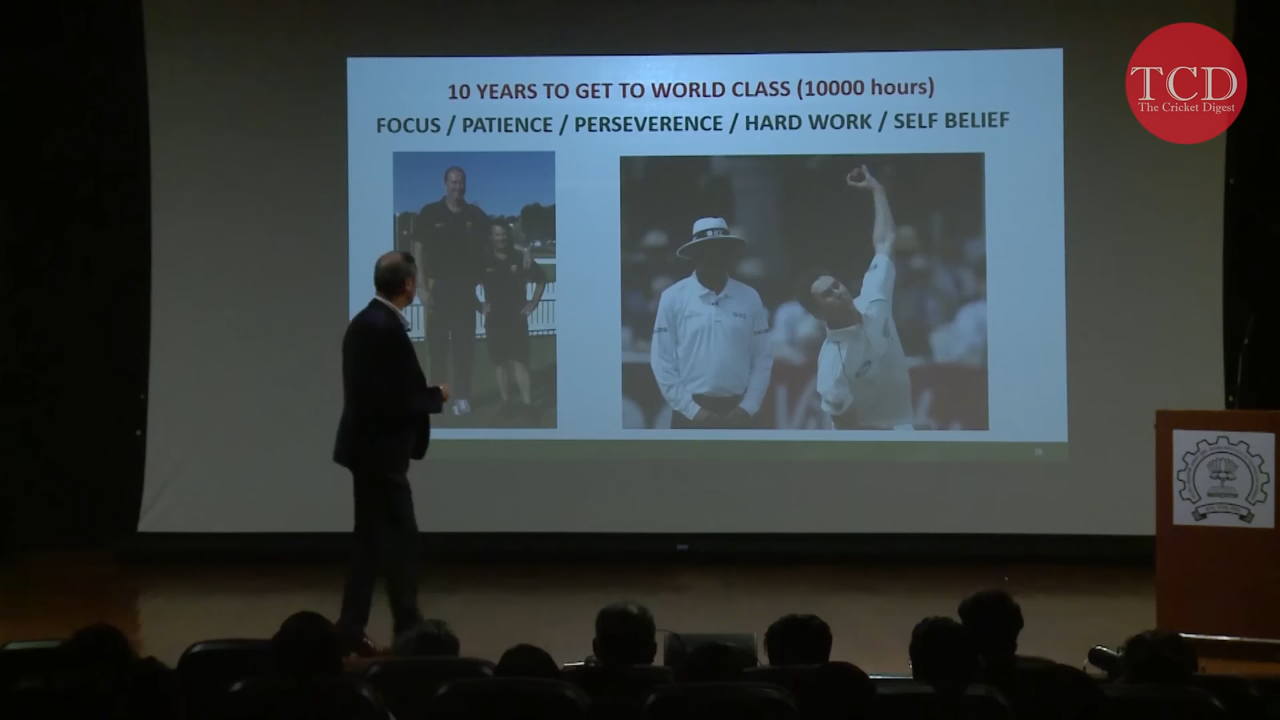 10 YEARS TO GET TO WORLD CLASS (10000 hours)
FOCUS / PATIENCE / PERSEVERENCE / HARD WORK / SELF BELIEF
TCD
The Cricket Digest